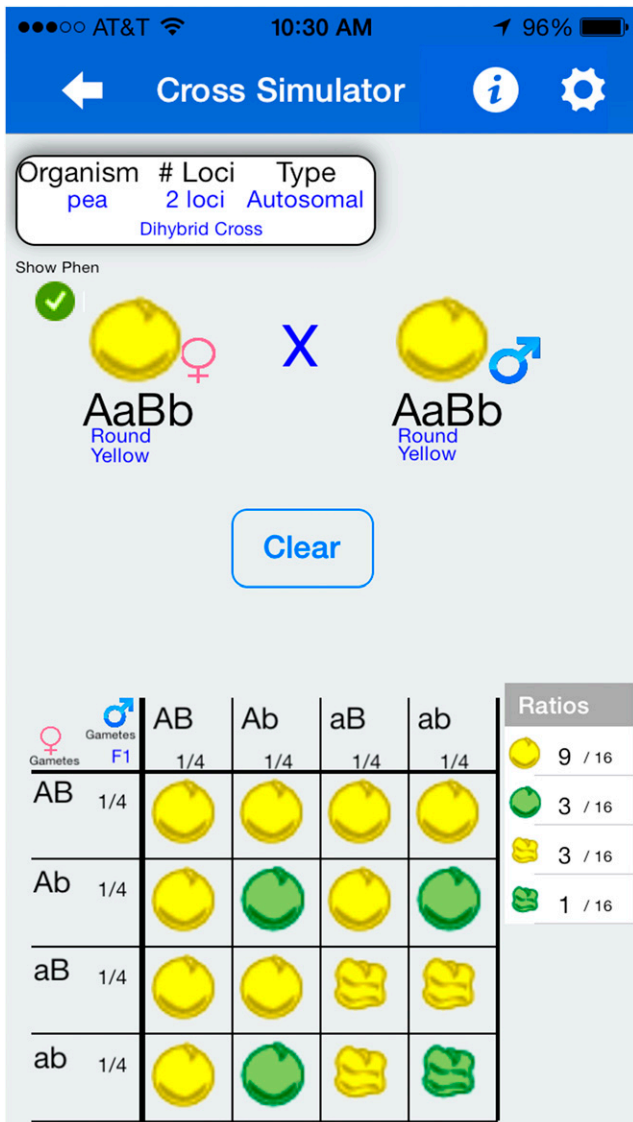 AT&T 10:30 AM 96%
Cross Simulator
Organism # Loci Type
pea 2 loci Autosomal
Dihybrid Cross
Show Phen
X
AaBb AaBb
Round Round
Yellow Yellow
Clear
Ratios
Gametes Gametes F1 AB Ab aB ab
1/4 1/4 1/4 1/4
9 / 16
AB 1/4
3 / 16
3 / 16
Ab 1/4
1 / 16
aB 1/4
ab 1/4